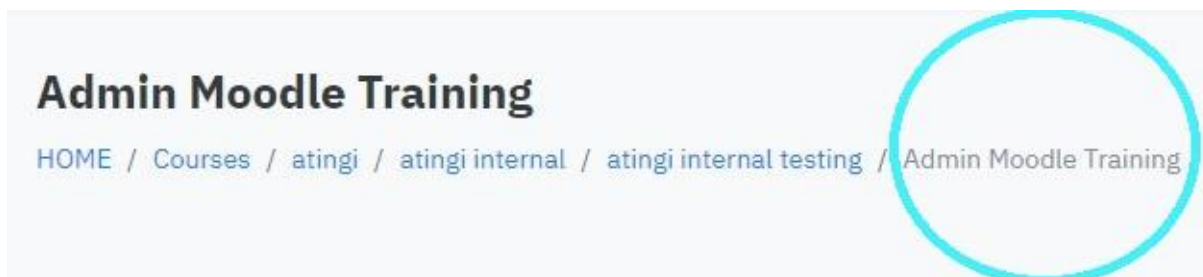 Admin Moodle Training
HOME / Courses / atingi / atingi internal / atingi internal testing / Admin Moodle Training